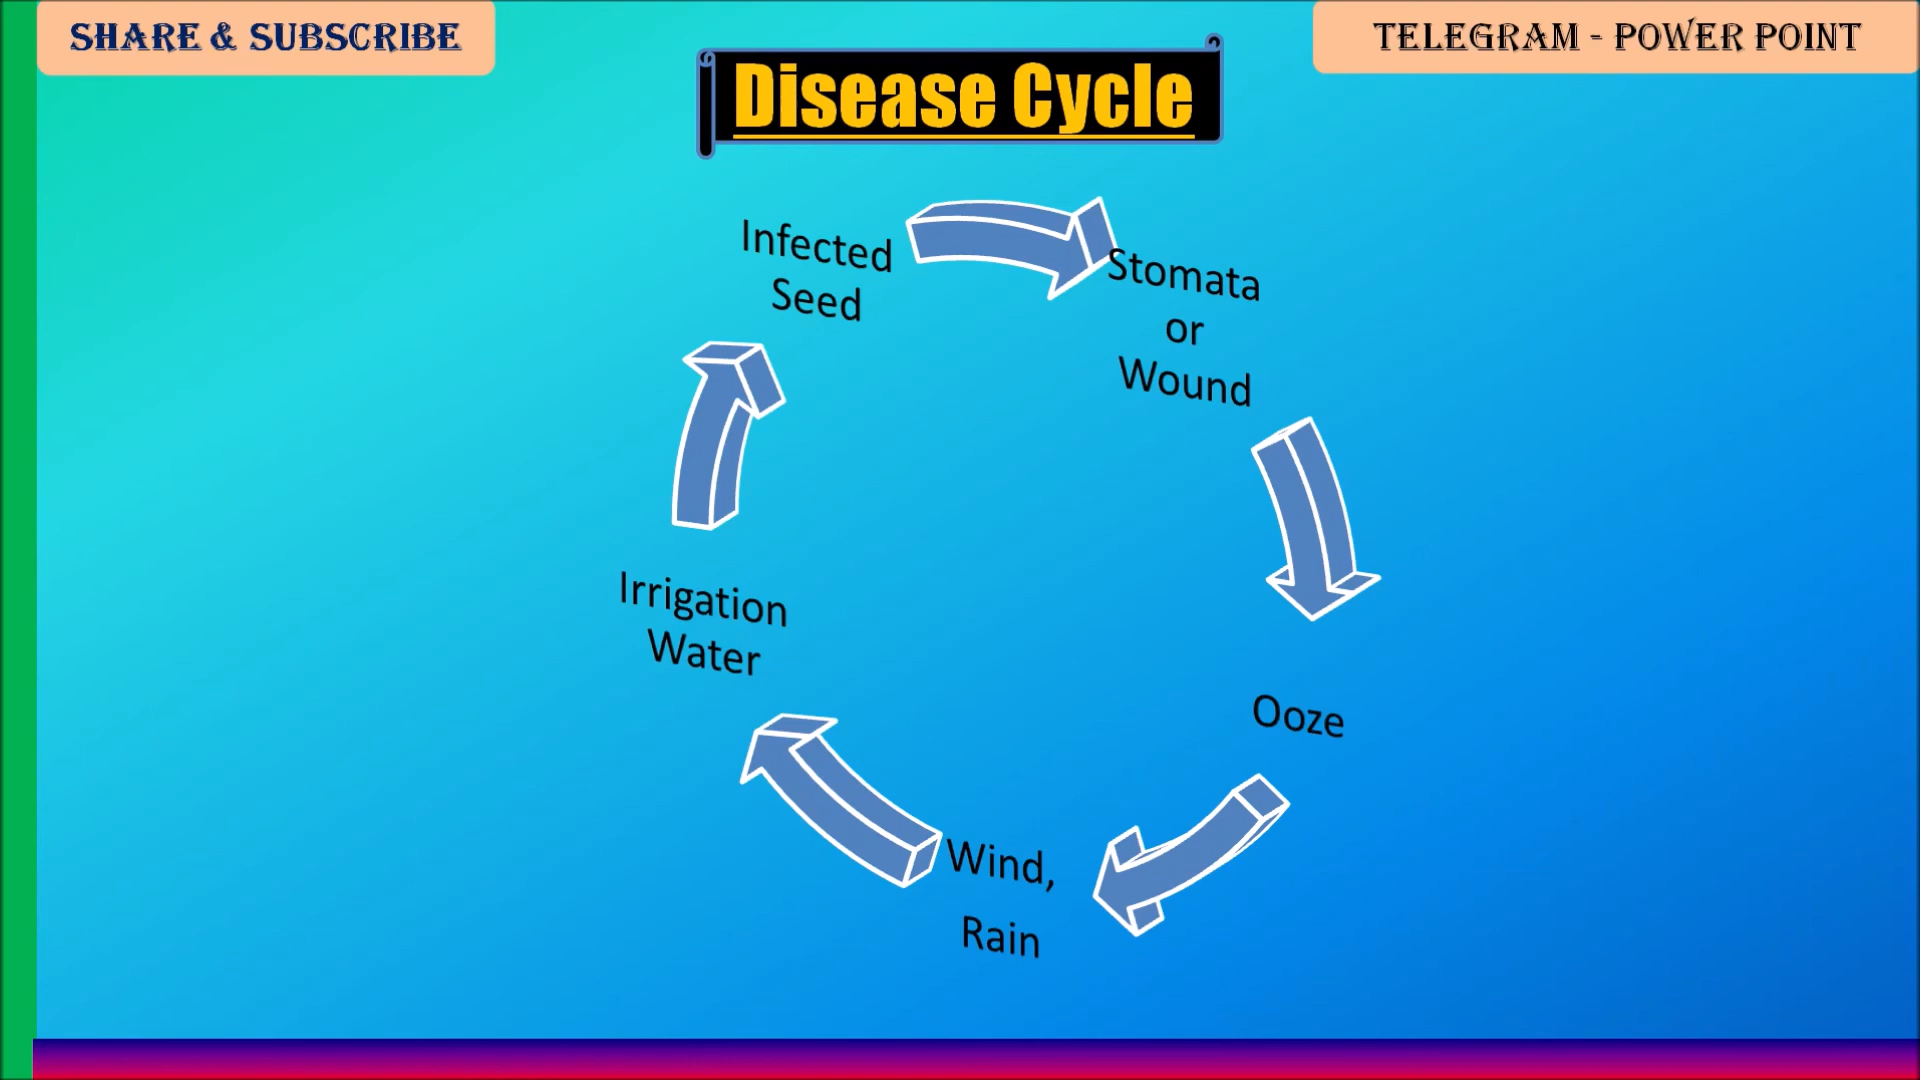 SHARE & SUBSCRIBE
TELEGRAM - POWER POINT
Disease Cycle
Infected
Seed
Stomata
or
Wound
Ooze
Wind,
Rain
Irrigation
Water